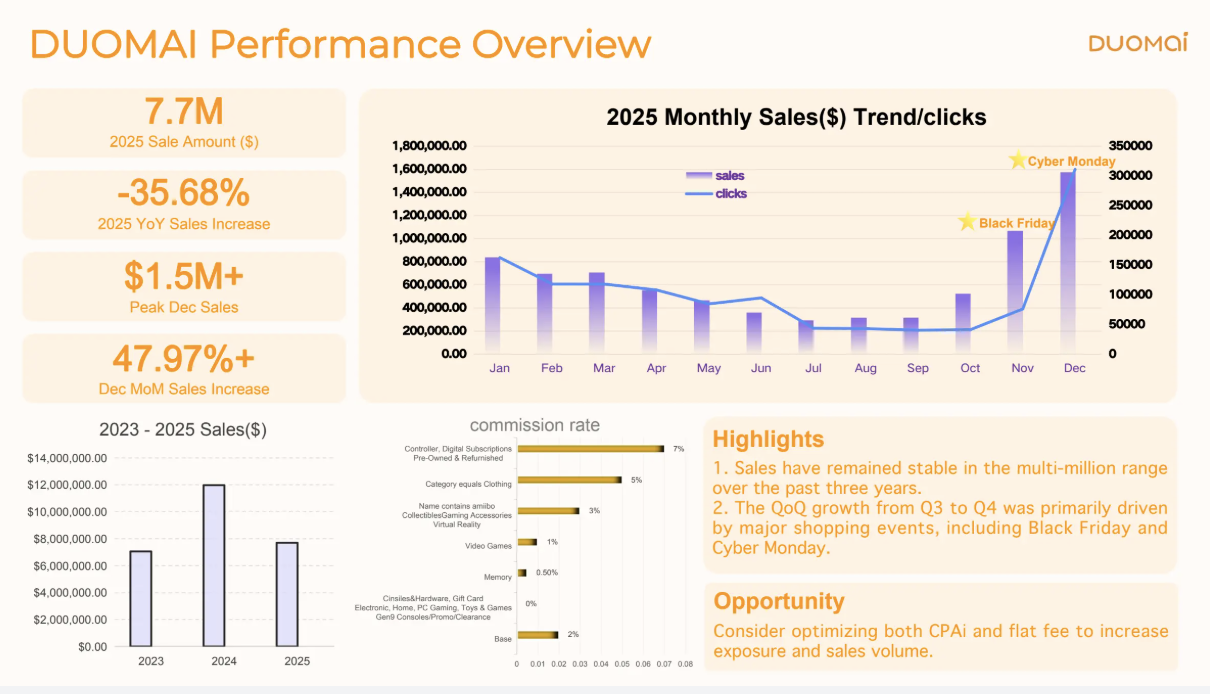 DUOMAI Performance Overview
DUOMAI
7.7M
2025 Sale Amount ($)
-35.68%
2025 YoY Sales Increase
$1.5M+
Peak Dec Sales
47.97%+
Dec MoM Sales Increase
2025 Monthly Sales($) Trend/clicks
1,800,000.00
1,600,000.00
1,400,000.00
1,200,000.00
1,000,000.00
800,000.00
600,000.00
400,000.00
200,000.00
0.00
sales
clicks
Black Friday
Cyber Monday
350000
300000
250000
200000
150000
100000
50000
0
Jan Feb Mar Apr May Jun Jul Aug Sep Oct Nov Dec
2023 - 2025 Sales($)
$14,000,000.00
$12,000,000.00
$10,000,000.00
$8,000,000.00
$6,000,000.00
$4,000,000.00
$2,000,000.00
$0.00
2023 2024 2025
commission rate
Controller, Digital Subscriptions
Pre-Owned & Refurnished
7%
Category equals Clothing
5%
Name contains amiibo
CollectiblesGaming Accessories
Virtual Reality
3%
Video Games
1%
Memory
0.50%
Cinsiles&Hardware, Gift Card
Electronic, Home, PC Gaming, Toys & Games
Gen9 Consoles/Promo/Clearance
0%
Base
2%
0 0.01 0.02 0.03 0.04 0.05 0.06 0.07 0.08
Highlights
1. Sales have remained stable in the multi-million range
over the past three years.
2. The QoQ growth from Q3 to Q4 was primarily driven
by major shopping events, including Black Friday and
Cyber Monday.
Opportunity
Consider optimizing both CPAi and flat fee to increase
exposure and sales volume.